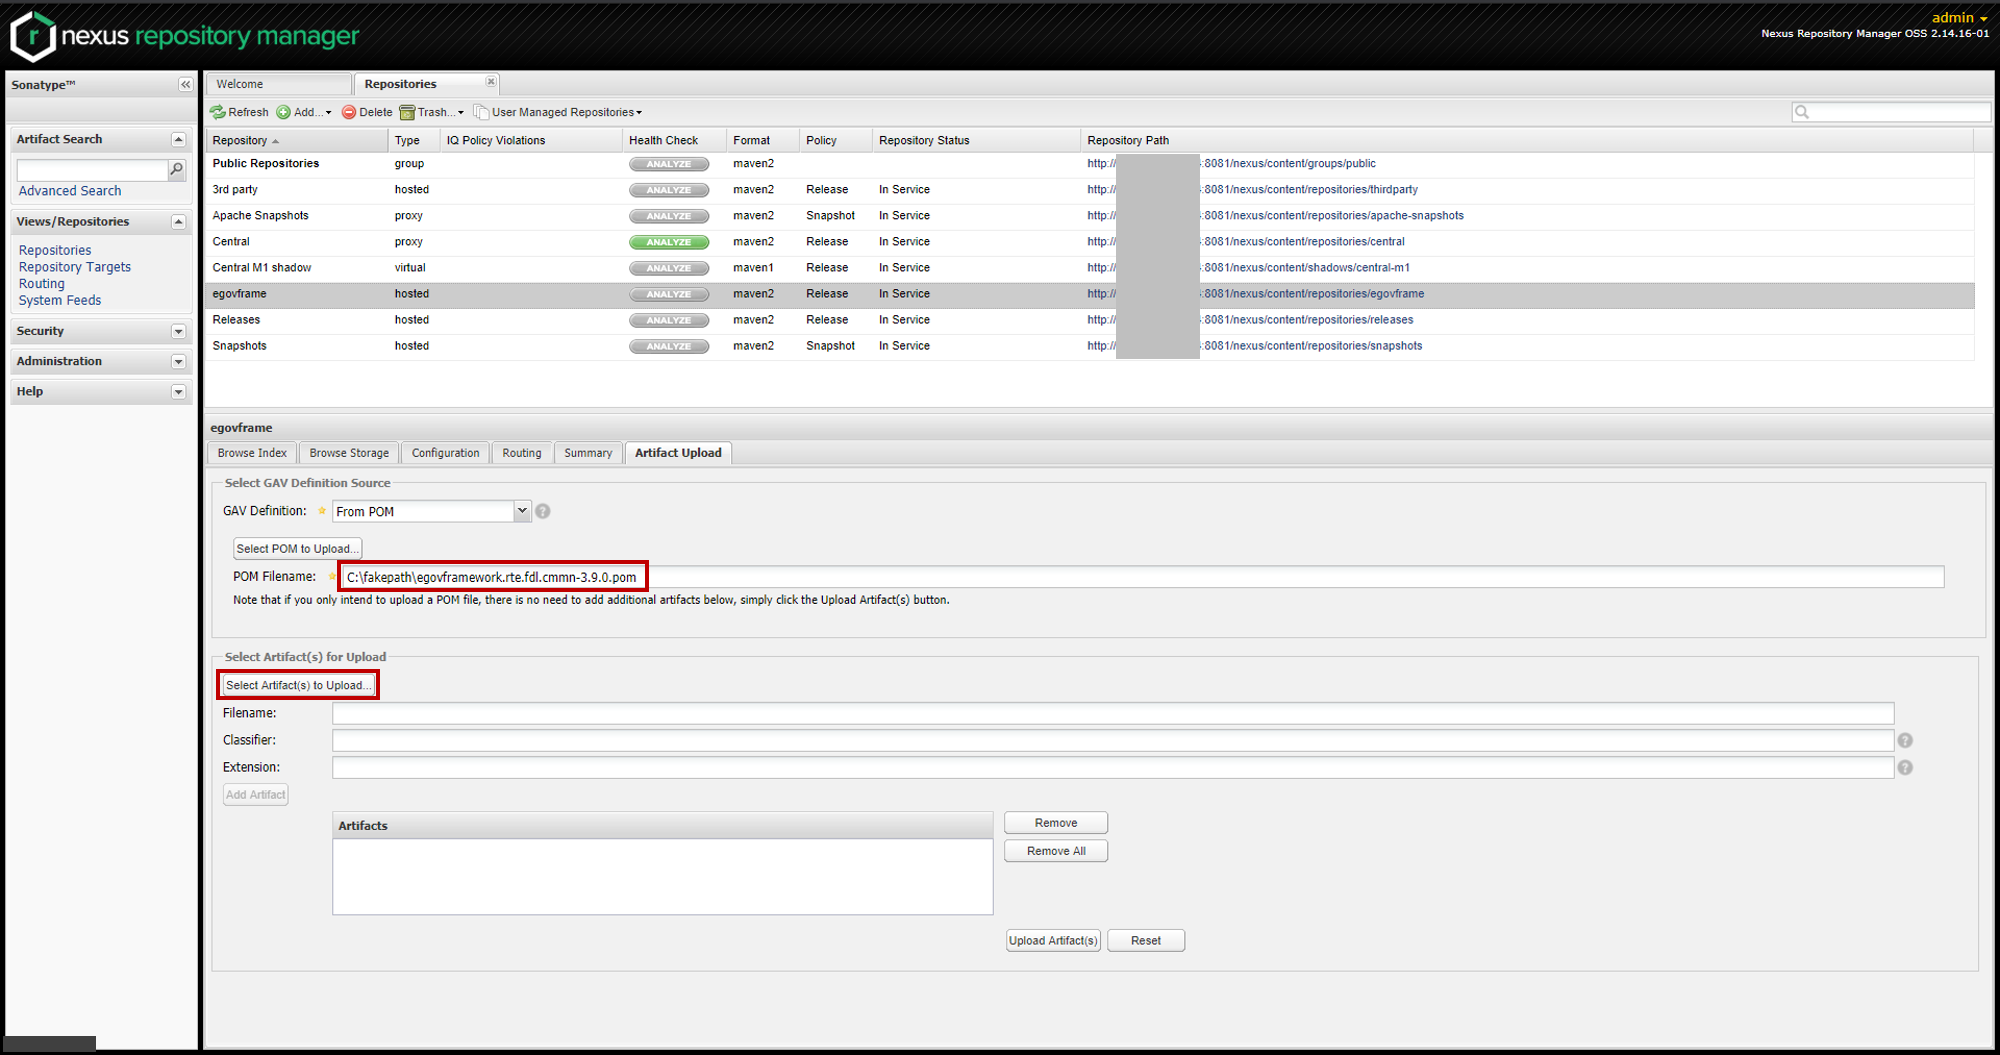 nexus repository manager
admin
Nexus Repository Manager OSS 2.14.16-01
Sonatype™
Artifact Search
Advanced Search
Views/Repositories
Repositories
Repository Targets
Routing
System Feeds
Security
Administration
Help
Welcome Repositories
Refresh Add... Delete Trash... User Managed Repositories
Repository Type IQ Policy Violations Health Check Format Policy Repository Status Repository Path
Public Repositories group ANALYZE maven2 http:// :8081/nexus/content/groups/public
3rd party hosted ANALYZE maven2 Release In Service http:// :8081/nexus/content/repositories/thirdparty
Apache Snapshots proxy ANALYZE maven2 Snapshot In Service http:// :8081/nexus/content/repositories/apache-snapshots
Central proxy ANALYZE maven2 Release In Service http:// :8081/nexus/content/repositories/central
Central M1 shadow virtual ANALYZE maven1 Release In Service http:// :8081/nexus/content/shadows/central-m1
egovframe hosted ANALYZE maven2 Release In Service http:// :8081/nexus/content/repositories/egovframe
Releases hosted ANALYZE maven2 Release In Service http:// :8081/nexus/content/repositories/releases
Snapshots hosted ANALYZE maven2 Snapshot In Service http:// :8081/nexus/content/repositories/snapshots
egovframe
Browse Index Browse Storage Configuration Routing Summary Artifact Upload
Select GAV Definition Source
GAV Definition: From POM
Select POM to Upload...
POM Filename: C:\fakepath\egovframework.rte.fdl.cmmn-3.9.0.pom
Note that if you only intend to upload a POM file, there is no need to add additional artifacts below, simply click the Upload Artifact(s) button.
Select Artifact(s) for Upload
Select Artifact(s) to Upload...
Filename:
Classifier:
Extension:
Add Artifact
Artifacts
Remove
Remove All
Upload Artifact(s) Reset